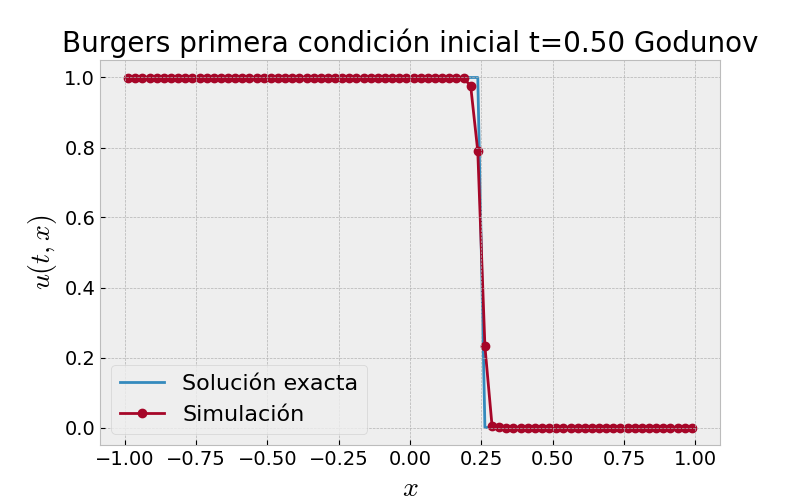 Burgers primera condición inicial t=0.50 Godunov
1.0
0.8
0.6
0.4
0.2
0.0
u(t, x)
Solución exacta
Simulación
−1.00 −0.75 −0.50 −0.25 0.00 0.25 0.50 0.75 1.00
x